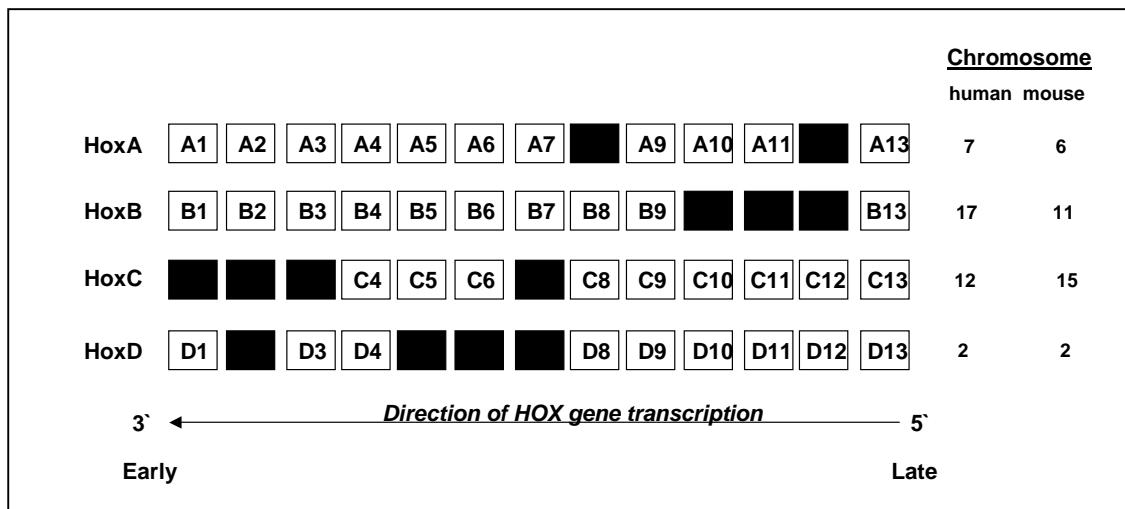 Chromosome
human mouse
HoxA A1 A2 A3 A4 A5 A6 A7 A9 A10 A11 A13 7 6
HoxB B1 B2 B3 B4 B5 B6 B7 B8 B9 B13 17 11
HoxC C4 C5 C6 C8 C9 C10 C11 C12 C13 12 15
HoxD D1 D3 D4 D8 D9 D10 D11 D12 D13 2 2
Direction of HOX gene transcription
3` 5`
Early Late